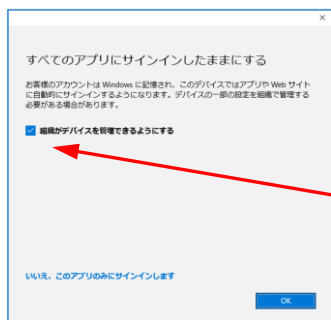 すべてのアプリにサインインしたままにする
お客様のアカウントは Windows に記憶され、このデバイスではアプリや Web サイト
に自動的にサインインするようになります。デバイスの一部の設定を組織で管理する
必要がある場合があります。
組織がデバイスを管理できるようにする
いいえ、このアプリのみにサインインします
OK